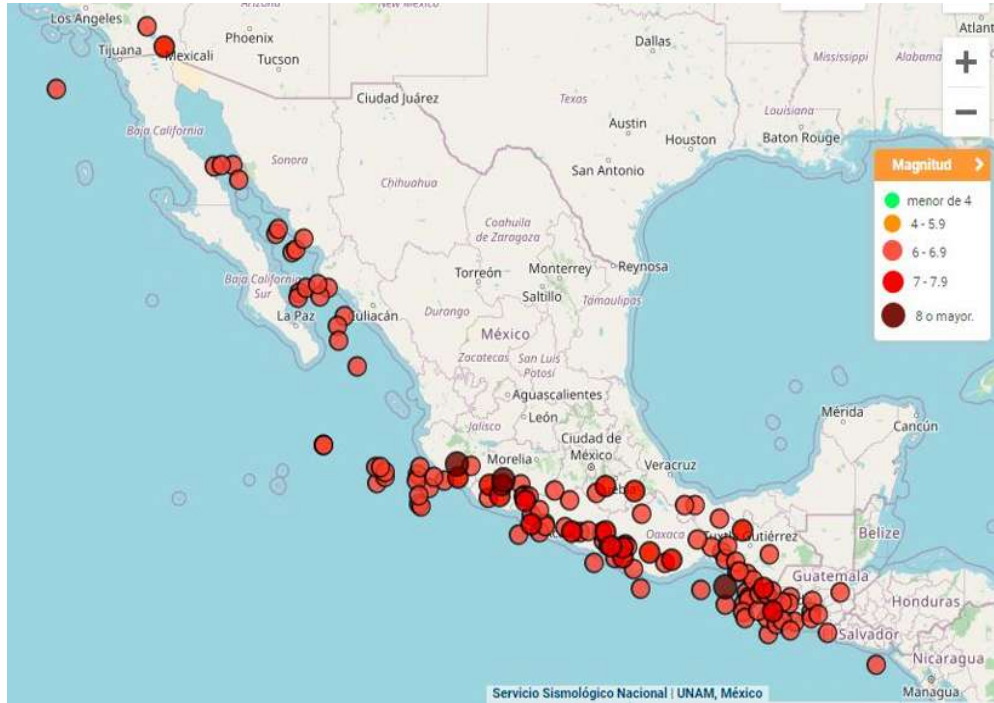 Los Angeles
Arizona
New Mexico
Atlant
Phoenix
Dallas
Tijuana
Mexicali
Tucson
Mississippi
Alabama
+
Ciudad Juárez
Texas
−
Louisiana
Austin
Baton Rouge
Houston
Baja California
Sonora
San Antonio
Magnitud
Chihuahua
menor de 4
4 - 5.9
Coahuila
de Zaragoza
6 - 6.9
Torreón
Monterrey
Reynosa
7 - 7.9
Baja California
Sur
Saltillo
Tamaulipas
La Paz
Durango
8 o mayor.
México
Zacatecas
San Luis
Potosí
Aguascalientes
León
Mérida
Cancún
Jalisco
Ciudad de
México
Morelia
Veracruz
Oaxaca
Belize
Guatemala
Honduras
Salvador
Nicaragua
Managua
Servicio Sismológico Nacional | UNAM, México